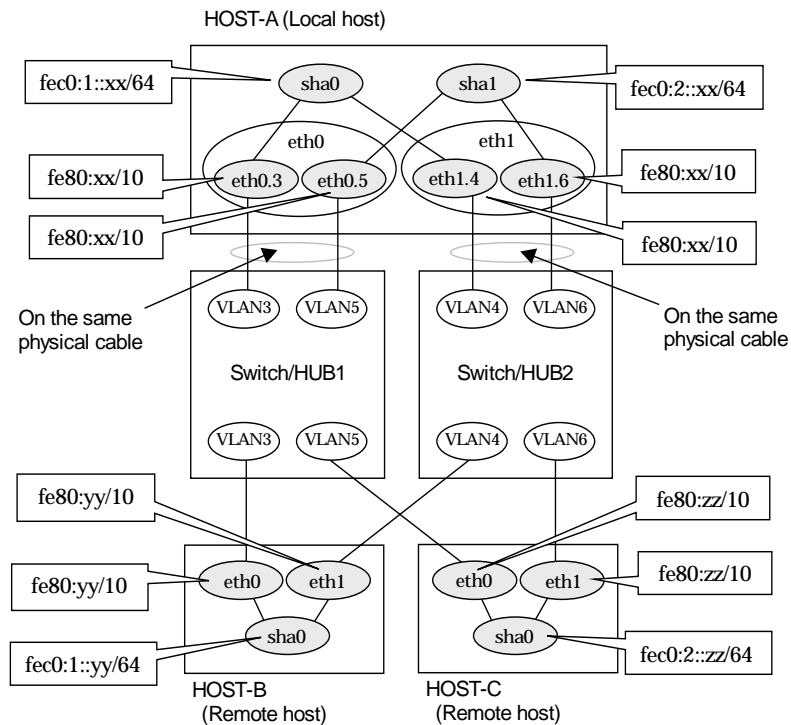 HOST-A (Local host)
fec0:1::xx/64
sha0
sha1
fec0:2::xx/64
eth0
eth1
fe80:xx/10
eth0.3
eth0.5
eth1.4
eth1.6
fe80:xx/10
fe80:xx/10
fe80:xx/10
On the same
physical cable
VLAN3
VLAN5
VLAN4
VLAN6
On the same
physical cable
Switch/HUB1
Switch/HUB2
VLAN3
VLAN5
VLAN4
VLAN6
fe80:yy/10
fe80:zz/10
fe80:yy/10
eth0
eth1
eth0
eth1
fe80:zz/10
fec0:1::yy/64
sha0
sha0
fec0:2::zz/64
HOST-B
(Remote host)
HOST-C
(Remote host)